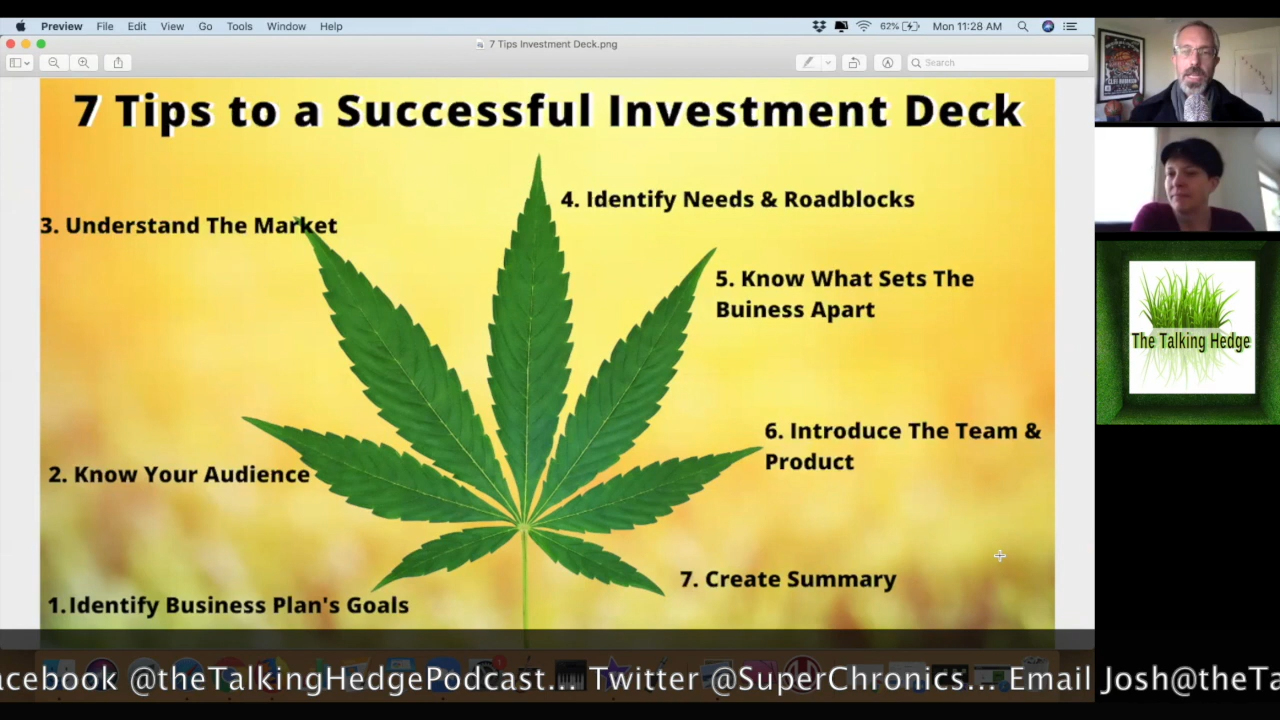 Preview File Edit View Go Tools Window Help
62% Mon 11:28 AM
7 Tips Investment Deck.png
Search
7 Tips to a Successful Investment Deck
4. Identify Needs & Roadblocks
3. Understand The Market
5. Know What Sets The
Buiness Apart
6. Introduce The Team &
Product
2. Know Your Audience
7. Create Summary
1.Identify Business Plan's Goals
The Talking Hedge
acebook @theTalkingHedgePodcast... Twitter @SuperChronics... Email Josh@theTa